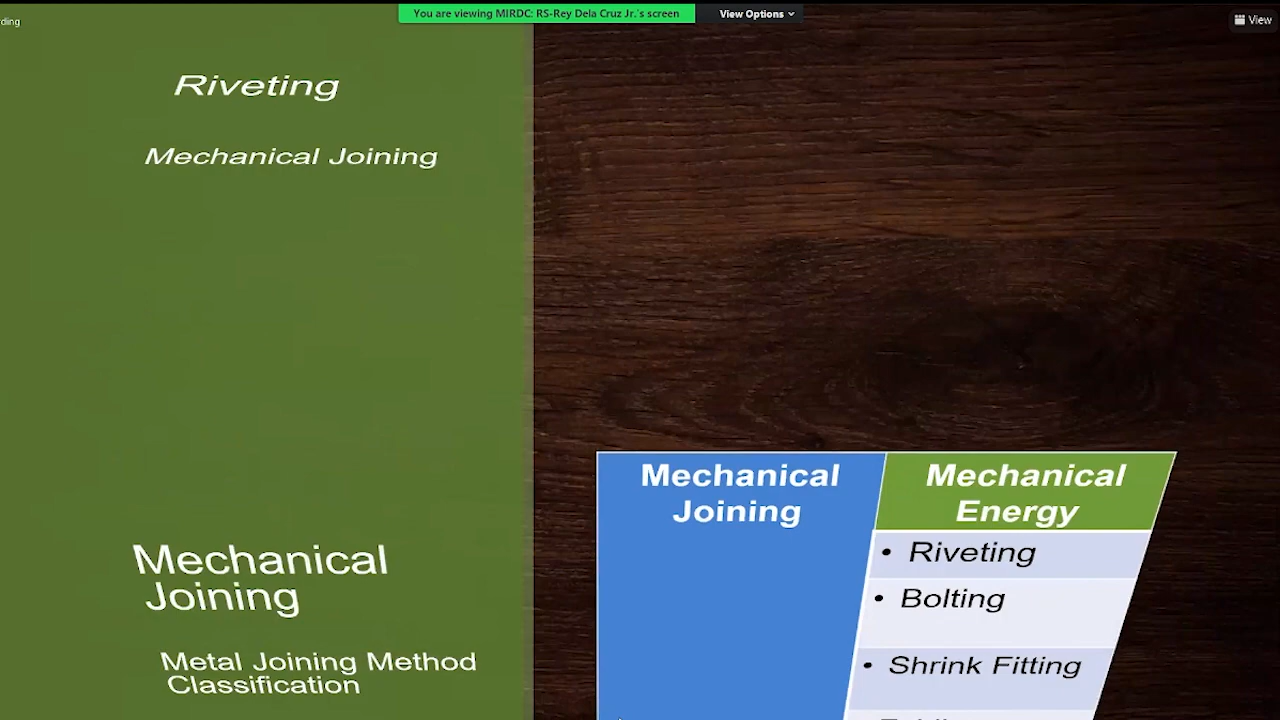 ding
You are viewing MIRDC: RS-Rey Dela Cruz Jr.'s screen
View Options
View
Riveting
Mechanical Joining
Mechanical
Joining
Metal Joining Method
Classification
Mechanical
Joining
Mechanical
Energy
• Riveting
• Bolting
• Shrink Fitting